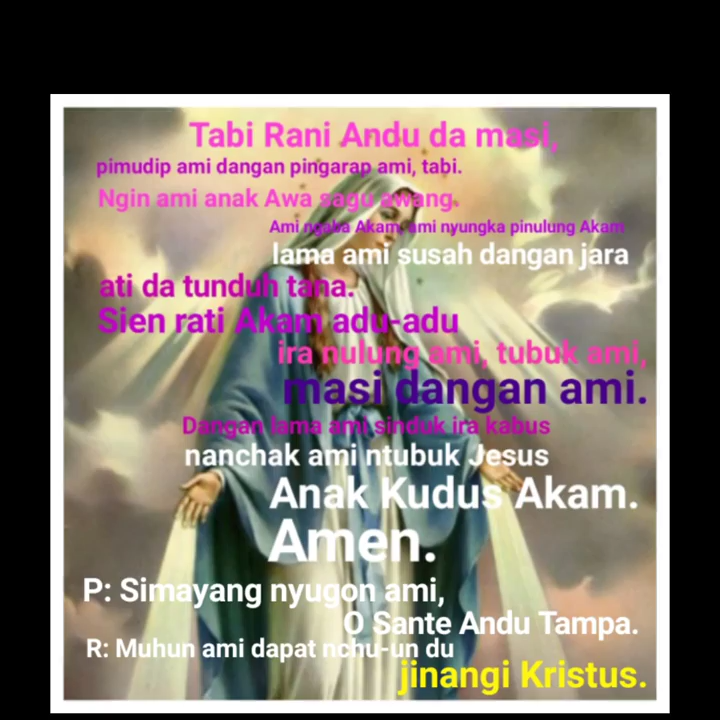 Tabi Rani Andu da masi,
pimudip ami dangan pingarap ami, tabi.
Ngin ami anak Awa sagu awang.
Ami ngaba Akam, ami nyungka pinulung Akam
lama ami susah dangan jara
ati da tunduh tana.
Sien rati Akam adu-adu
ira nulung ami, tubuk ami,
masi dangan ami.
Dangan lama ami sinduk ira kabus
nanchak ami ntubuk Jesus
Anak Kudus Akam.
Amen.
P: Simayang nyugon ami,
O Sante Andu Tampa.
R: Muhun ami dapat nchu-un du
jinangi Kristus.